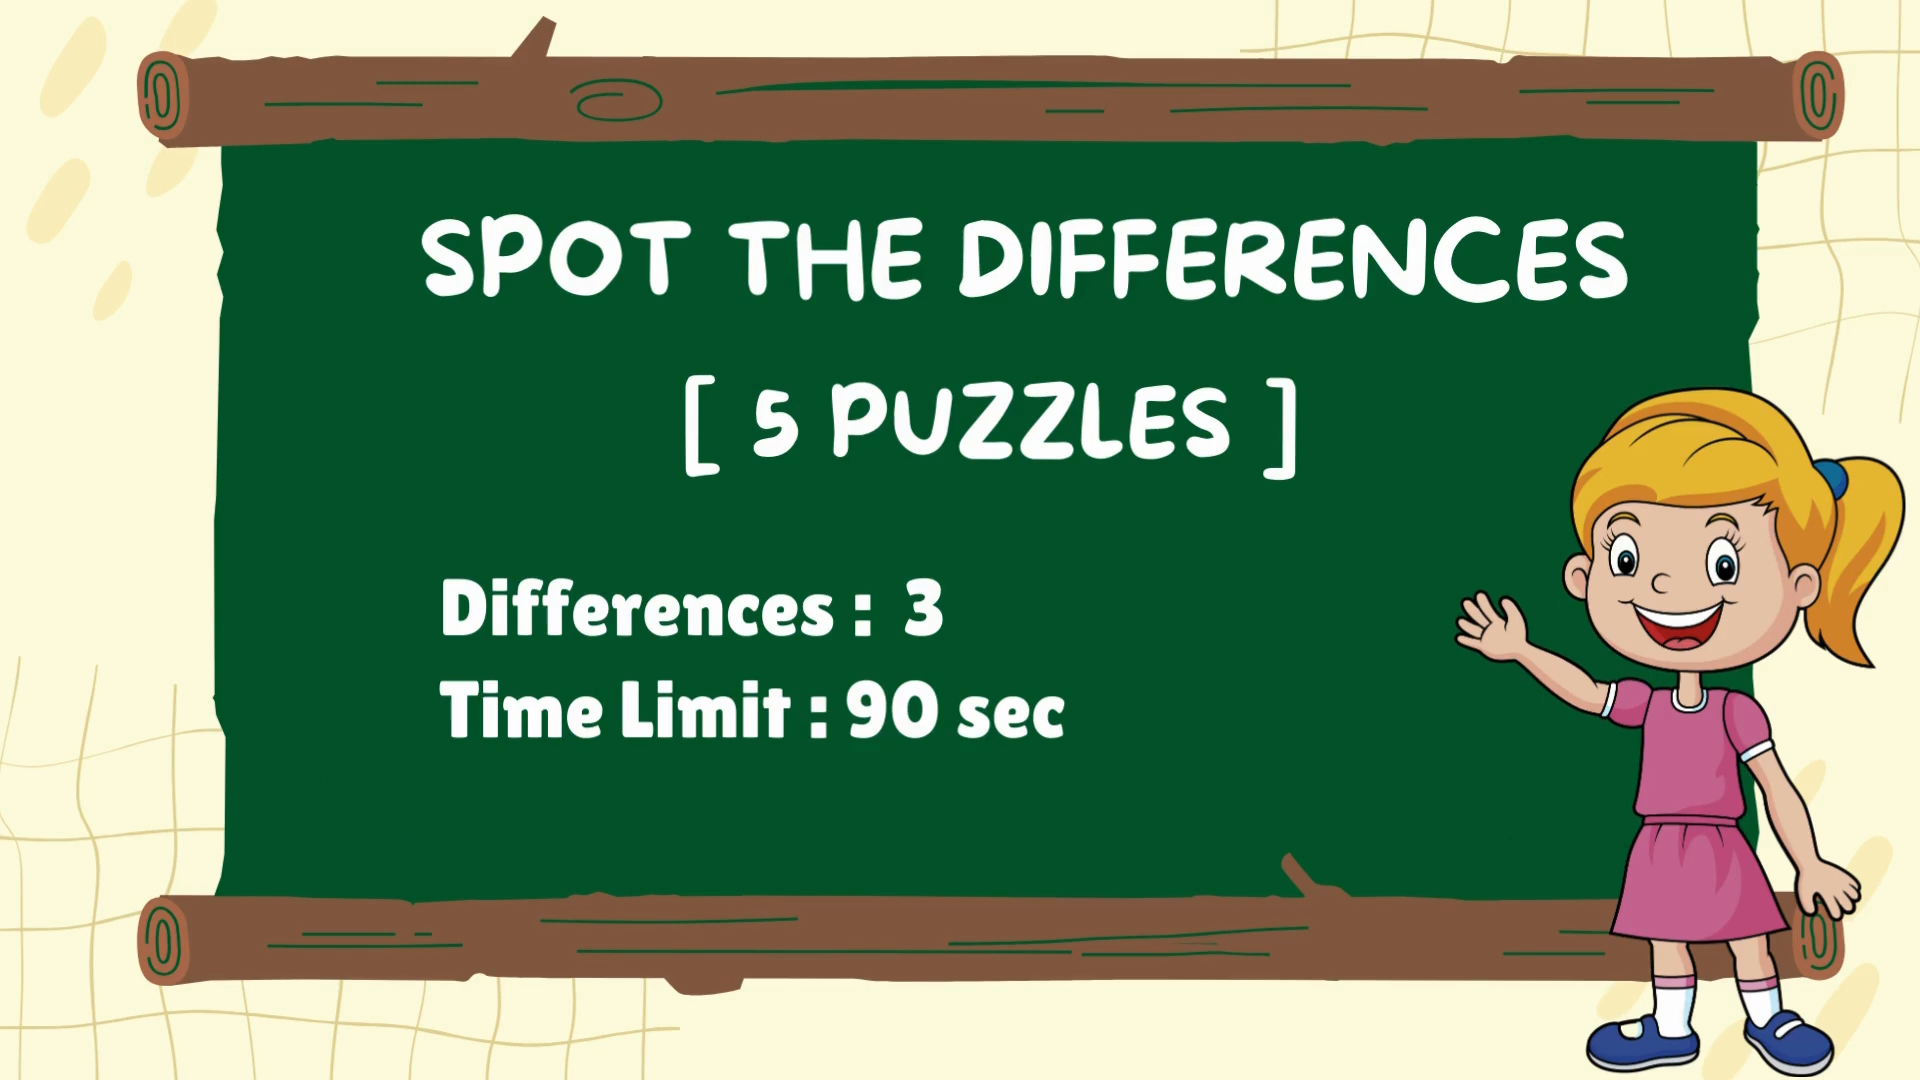 SPOT THE DIFFERENCES
[ 5 PUZZLES ]
Differences : 3
Time Limit : 90 sec